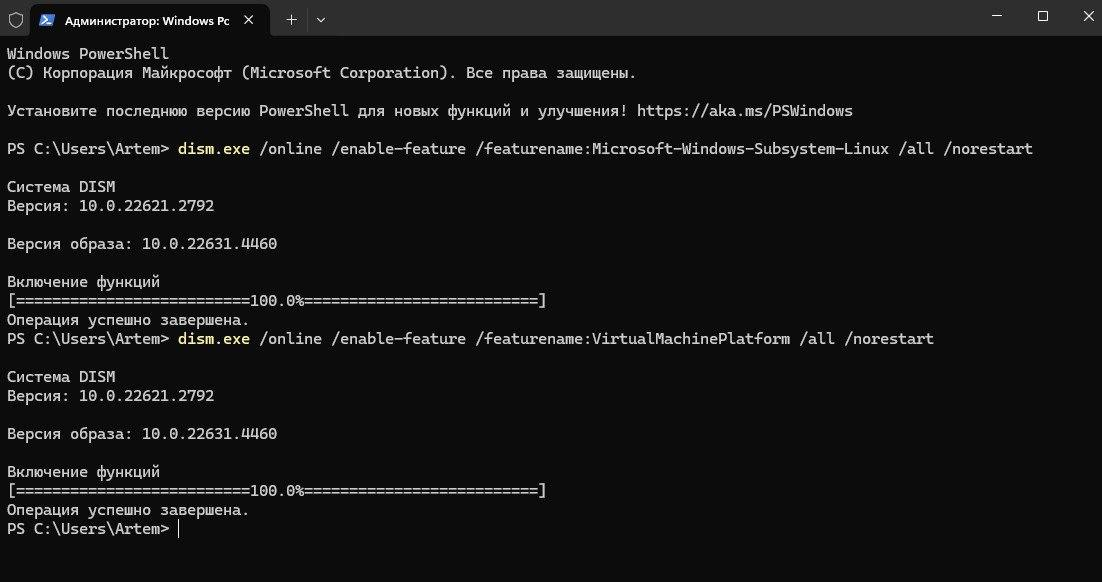 Администратор: Windows Pc
Windows PowerShell
(C) Корпорация Майкрософт (Microsoft Corporation). Все права защищены.
Установите последнюю версию PowerShell для новых функций и улучшения! https://aka.ms/PSWindows
PS C:\Users\Artem> dism.exe /online /enable-feature /featurename:Microsoft-Windows-Subsystem-Linux /all /norestart
Cистема DISM
Версия: 10.0.22621.2792
Версия образа: 10.0.22631.4460
Включение функций
[==========================100.0%==========================]
Операция успешно завершена.
PS C:\Users\Artem> dism.exe /online /enable-feature /featurename:VirtualMachinePlatform /all /norestart
Cистема DISM
Версия: 10.0.22621.2792
Версия образа: 10.0.22631.4460
Включение функций
[==========================100.0%==========================]
Операция успешно завершена.
PS C:\Users\Artem>